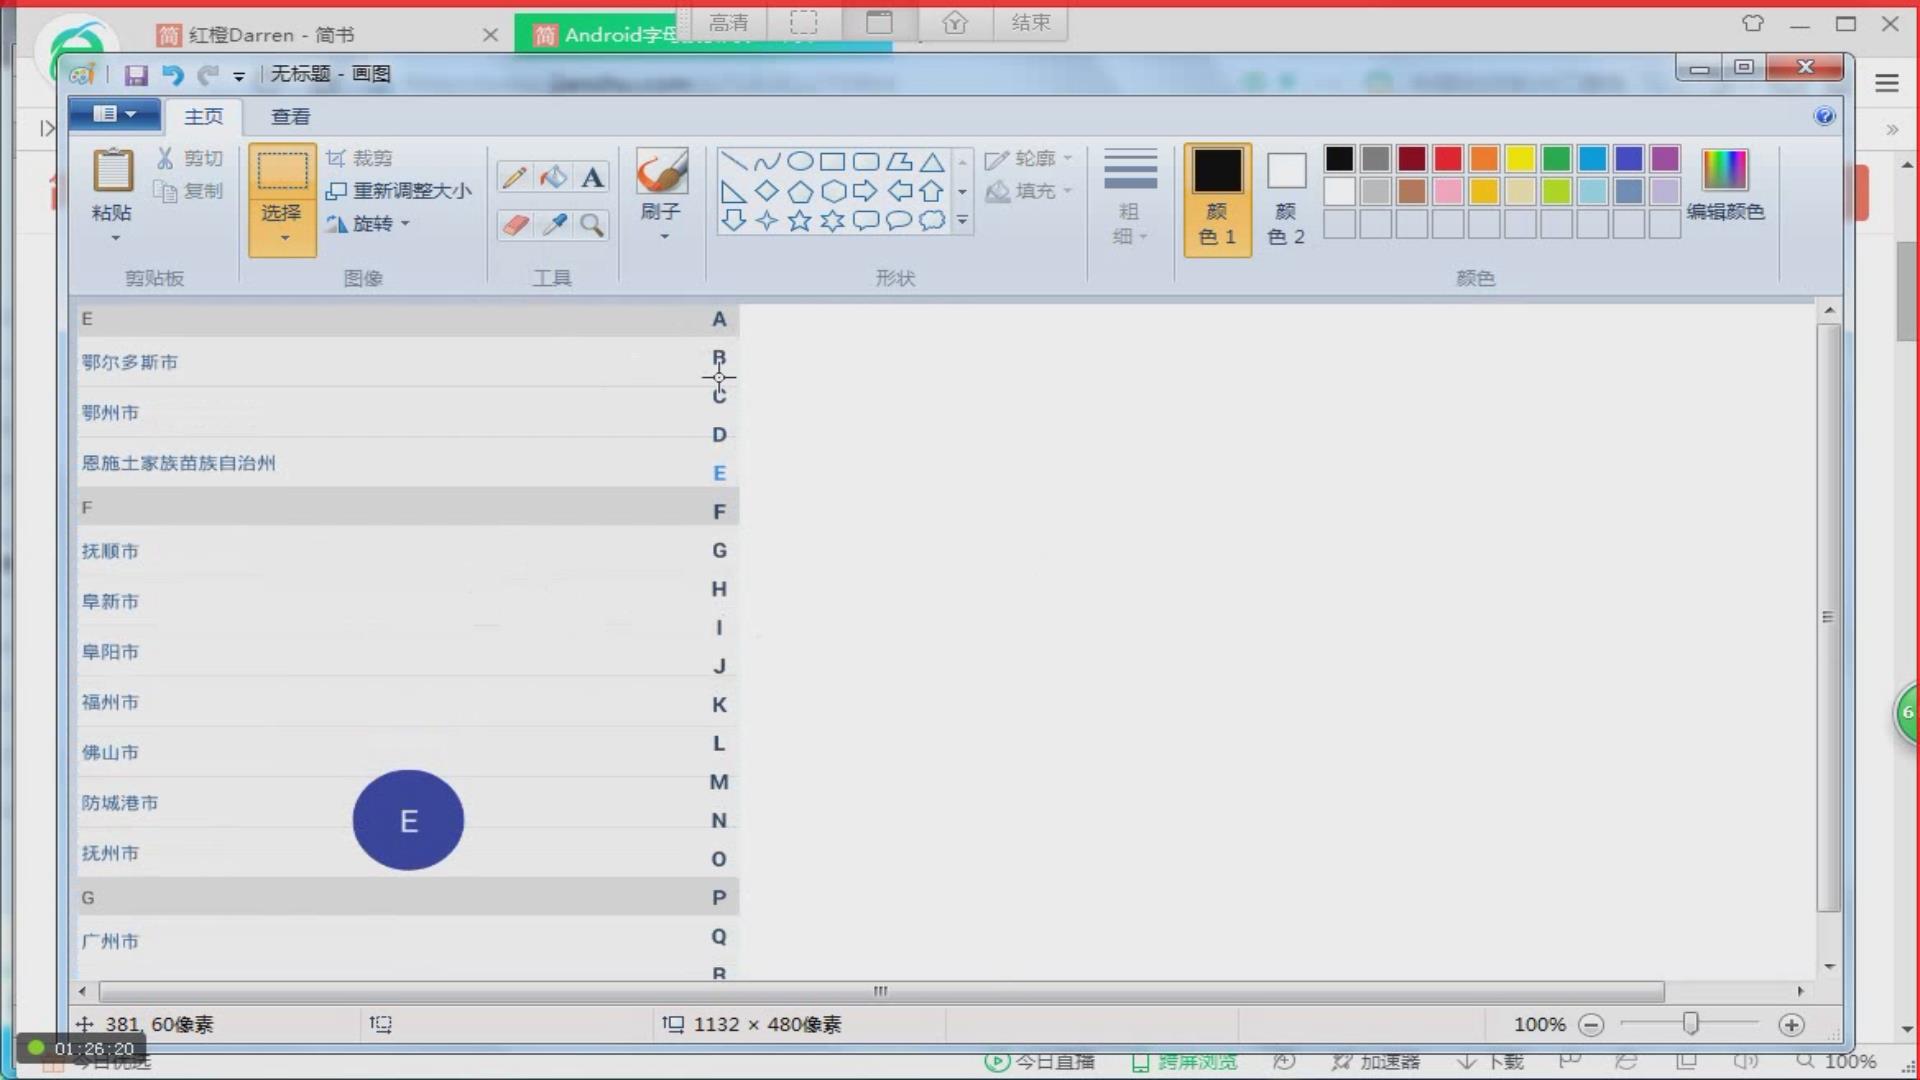 红橙Darren - 简书
Android字母
高清
结束
无标题 - 画图
主页
查看
粘贴
剪切
复制
剪贴板
选择
裁剪
重新调整大小
旋转
图像
A
工具
刷子
形状
轮廓
填充
粗
细
颜
色 1
颜
色 2
编辑颜色
颜色
E
鄂尔多斯市
鄂州市
恩施土家族苗族自治州
F
抚顺市
阜新市
阜阳市
福州市
佛山市
防城港市
抚州市
G
广州市
E
A
B
C
D
E
F
G
H
I
J
K
L
M
N
O
P
Q
R
6
381, 60像素
1132 × 480像素
100%
01:26:20
今日优选
今日直播
跨屏浏览
加速器
下载
100%